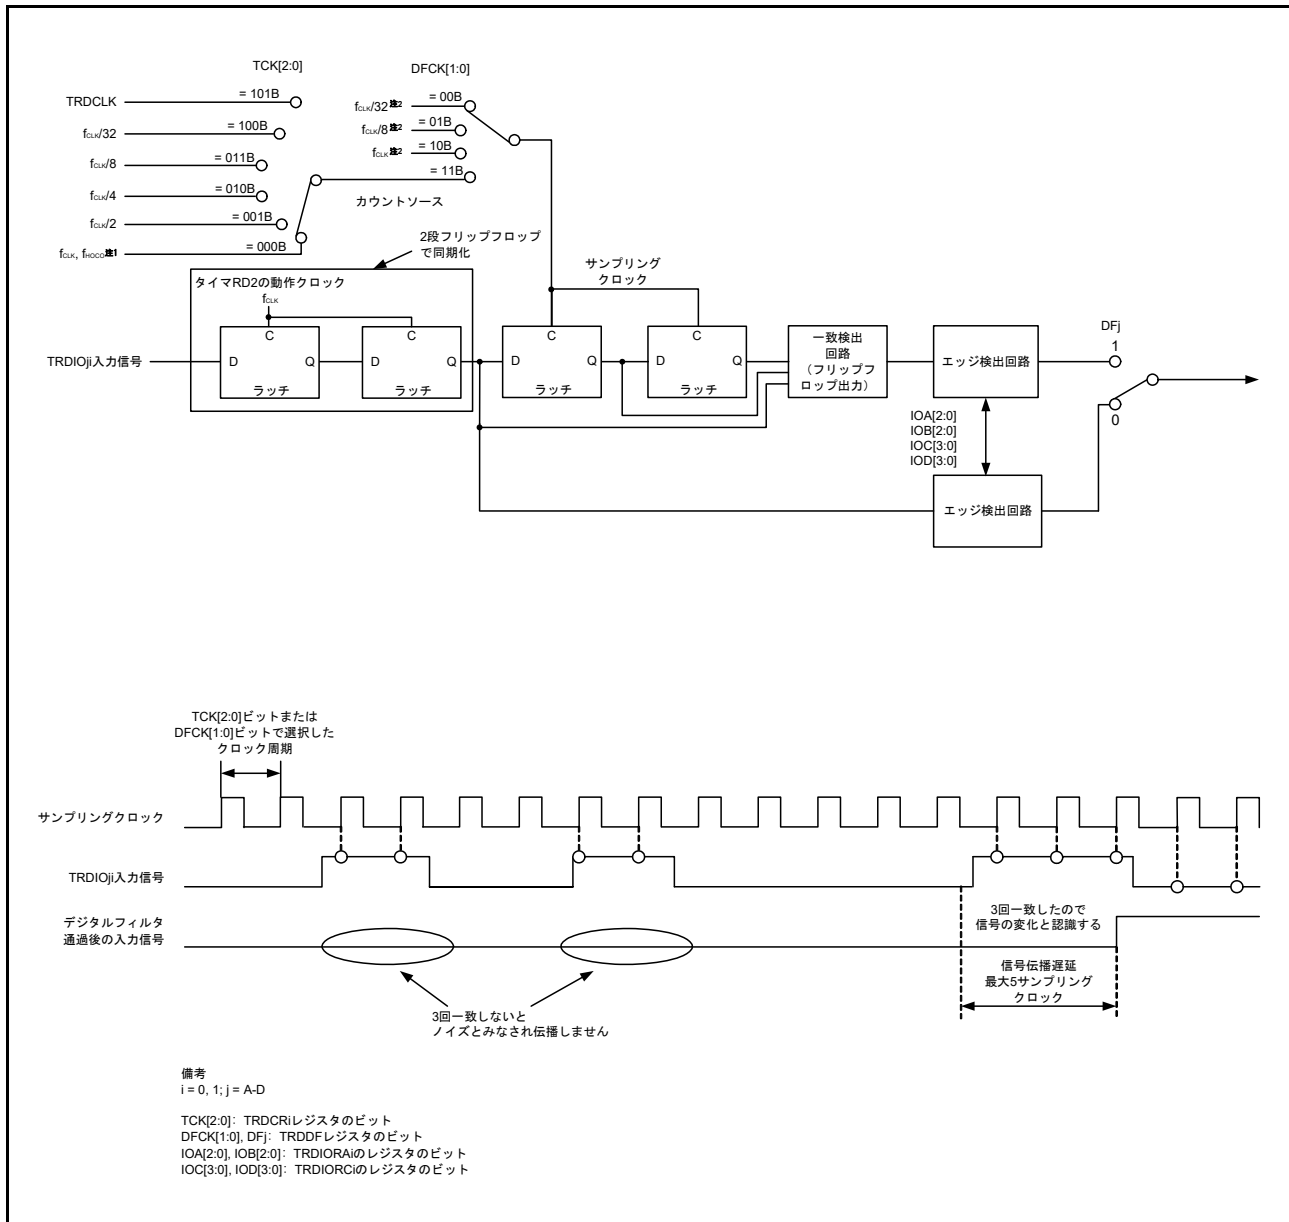 TCK[2:0]
DFCK[1:0]
TRDCLK
= 101B
fCLK/32
= 100B
fCLK/8
= 011B
fCLK/4
= 010B
fCLK/2
= 001B
fCLK, fHOCO注1
= 000B
fCLK/32注2
= 00B
fCLK/8注2
= 01B
fCLK注2
= 10B
= 11B
カウントソース
2段フリップフロップ
で同期化
タイマRD2の動作クロック
fCLK
サンプリング
クロック
TRDIOji入力信号
C
D
Q
ラッチ
C
D
Q
ラッチ
C
D
Q
ラッチ
C
D
Q
ラッチ
一致検出
回路
（フリップフ
ロップ出力）
エッジ検出回路
DFj
1
0
IOA[2:0]
IOB[2:0]
IOC[3:0]
IOD[3:0]
エッジ検出回路
TCK[2:0]ビットまたは
DFCK[1:0]ビットで選択した
クロック周期
サンプリングクロック
TRDIOji入力信号
デジタルフィルタ
通過後の入力信号
3回一致したので
信号の変化と認識する
信号伝播遅延
最大5サンプリング
クロック
3回一致しないと
ノイズとみなされ伝播しません
備考
i = 0, 1; j = A-D
TCK[2:0]：TRDCRiレジスタのビット
DFCK[1:0], DFj：TRDDFレジスタのビット
IOA[2:0], IOB[2:0]：TRDIORAiのレジスタのビット
IOC[3:0], IOD[3:0]：TRDIORCiのレジスタのビット